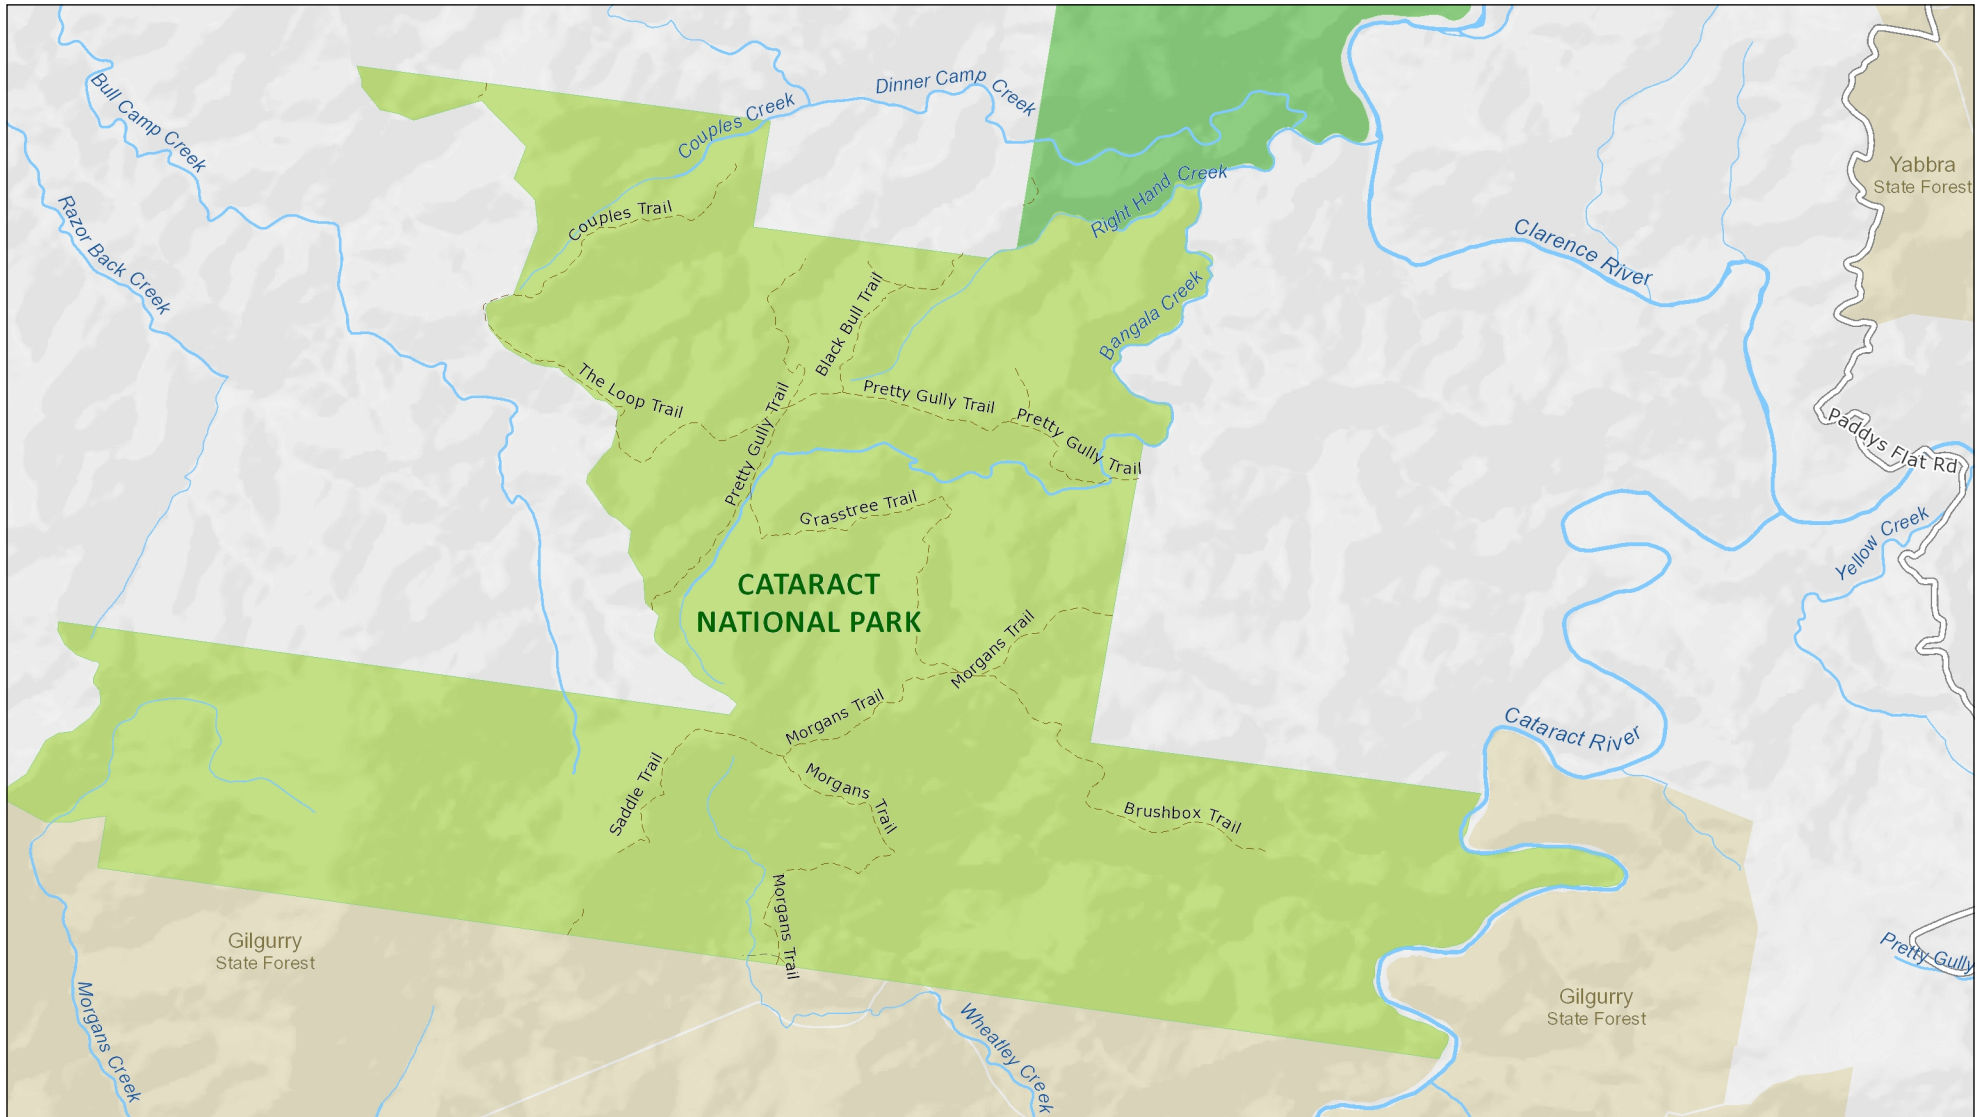 Bull Camp Creek
Dinner Camp Creek
Couples Creek
Yabbra
State Forest
Right Hand Creek
Razor Back Creek
Couples Trail
Clarence River
Bangala Creek
Black Bull Trail
The Loop Trail
Pretty Gully Trail
Pretty Gully Trail
Pretty Gully Trail
Paddys Flat Rd
Grasstree Trail
Yellow Creek
CATARACT
NATIONAL PARK
Morgans Trail
Morgans Trail
Cataract River
Saddle Trail
Morgans Trail
Brushbox Trail
Morgans Trail
Gilgurry
State Forest
Pretty Gully
Gilgurry
State Forest
Morgans Creek
Wheatley Creek